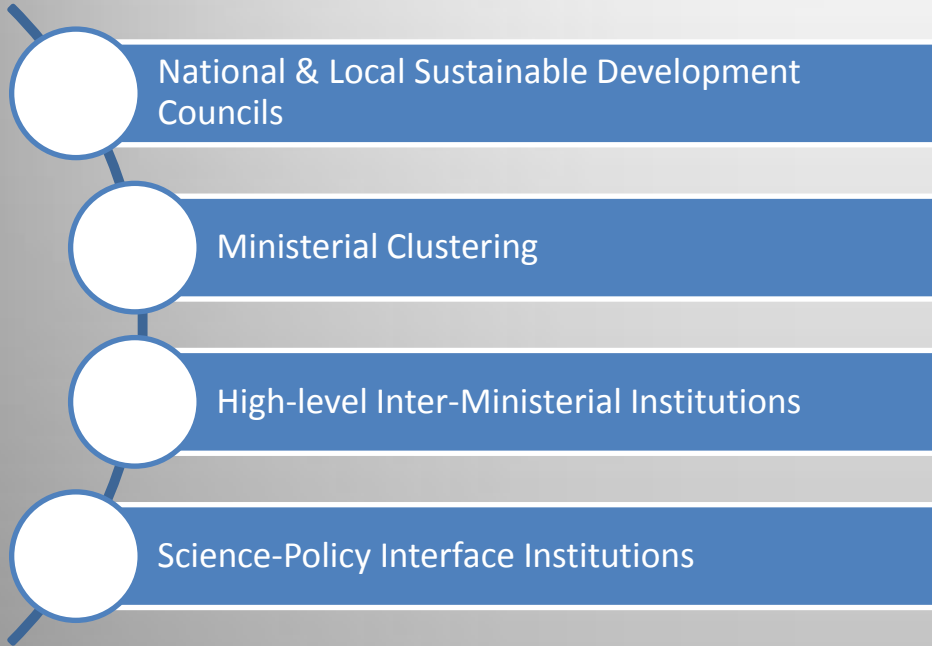 National & Local Sustainable Development
Councils
Ministerial Clustering
High-level Inter-Ministerial Institutions
Science-Policy Interface Institutions